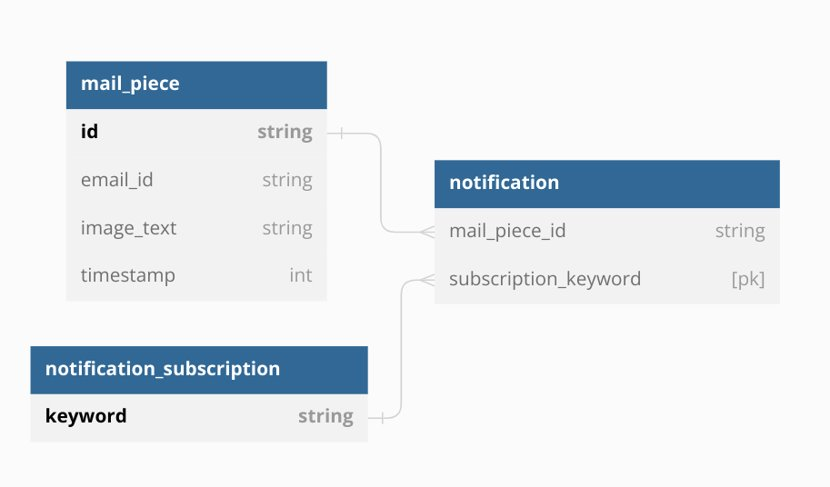 mail_piece
id string
email_id string
image_text string
timestamp int
notification
mail_piece_id string
subscription_keyword [pk]
notification_subscription
keyword string